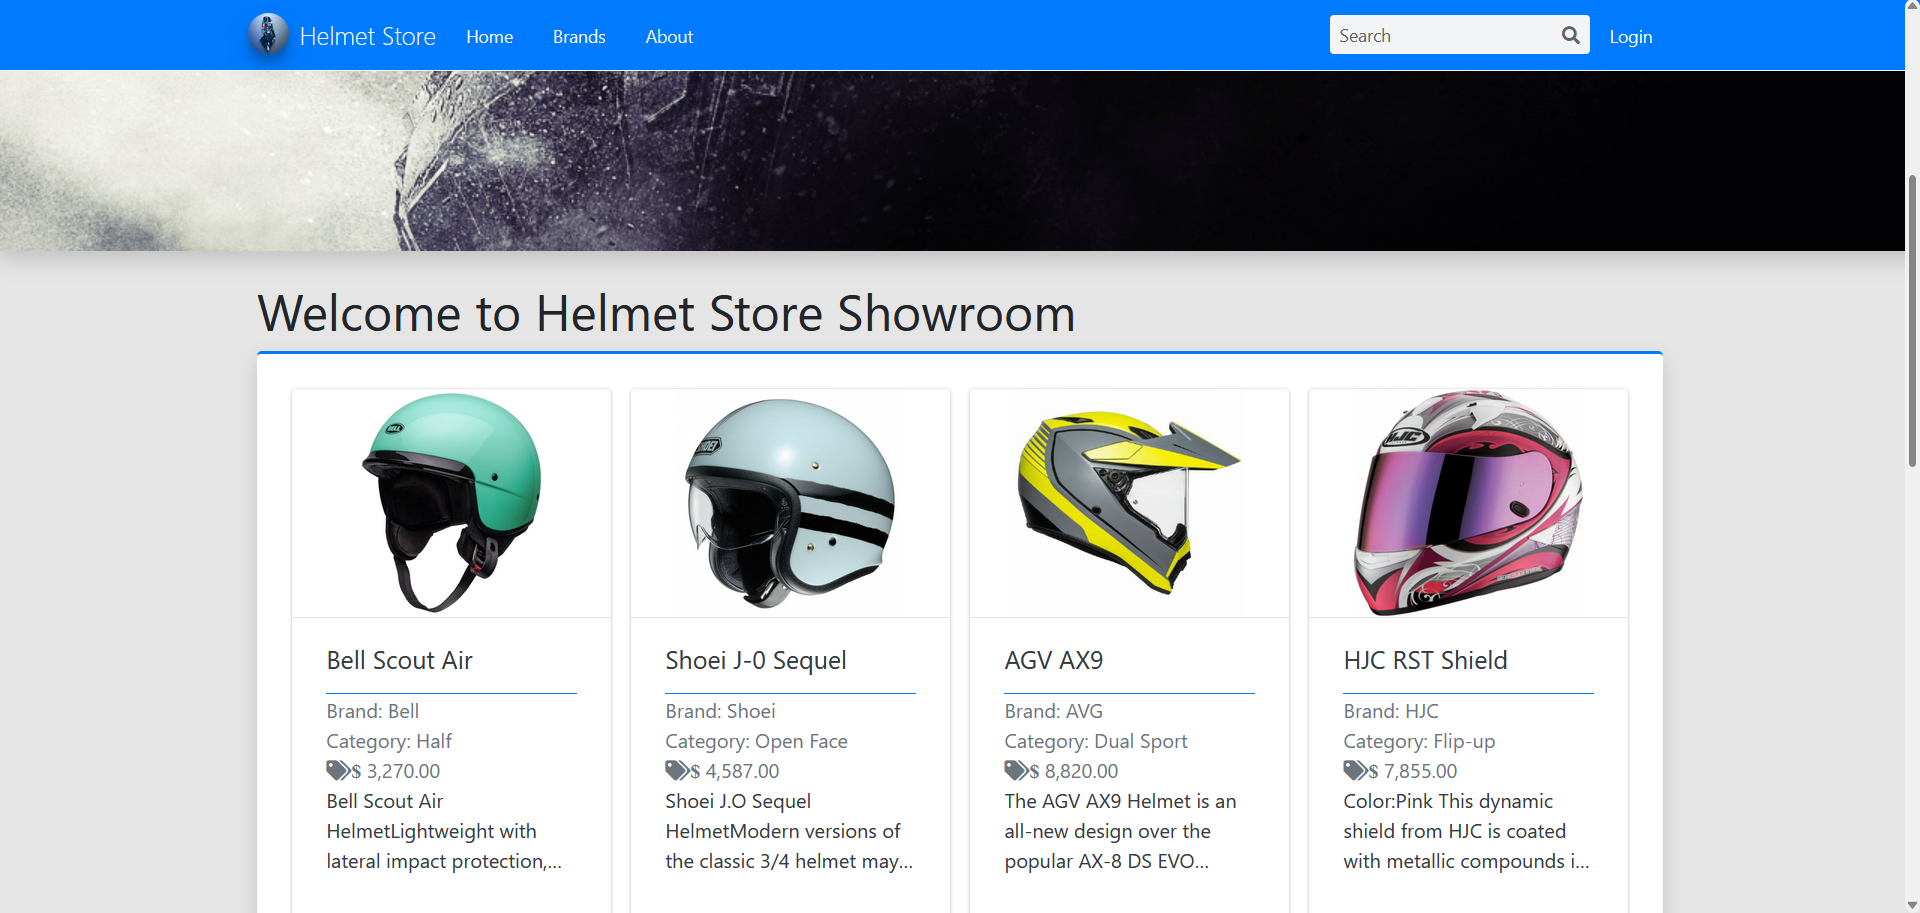 Helmet Store Home Brands About Search Login
Welcome to Helmet Store Showroom
BELL
SHOEI
HJC
Bell Scout Air
Brand: Bell
Category: Half
$ 3,270.00
Bell Scout Air
HelmetLightweight with
lateral impact protection,...
Shoei J-0 Sequel
Brand: Shoei
Category: Open Face
$ 4,587.00
Shoei J.O Sequel
HelmetModern versions of
the classic 3/4 helmet may...
AGV AX9
Brand: AVG
Category: Dual Sport
$ 8,820.00
The AGV AX9 Helmet is an
all-new design over the
popular AX-8 DS EVO...
HJC RST Shield
Brand: HJC
Category: Flip-up
$ 7,855.00
Color:Pink This dynamic
shield from HJC is coated
with metallic compounds i...